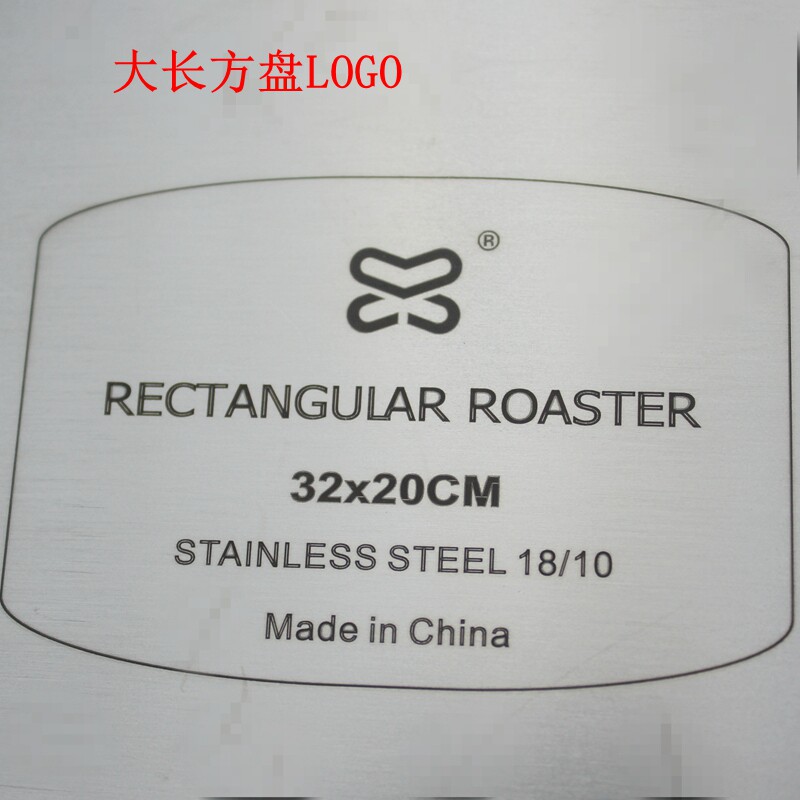 大长方盘LOGO
®
RECTANGULAR ROASTER
32x20CM
STAINLESS STEEL 18/10
Made in China